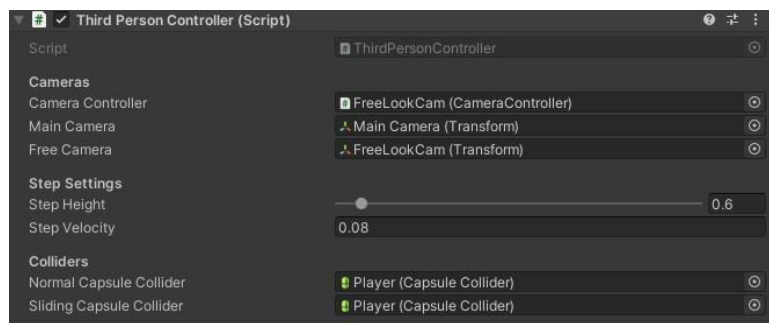 Third Person Controller (Script)
Script ThirdPersonController
Cameras
Camera Controller FreeLookCam (CameraController)
Main Camera Main Camera (Transform)
Free Camera FreeLookCam (Transform)
Step Settings
Step Height 0.6
Step Velocity 0.08
Colliders
Normal Capsule Collider Player (Capsule Collider)
Sliding Capsule Collider Player (Capsule Collider)